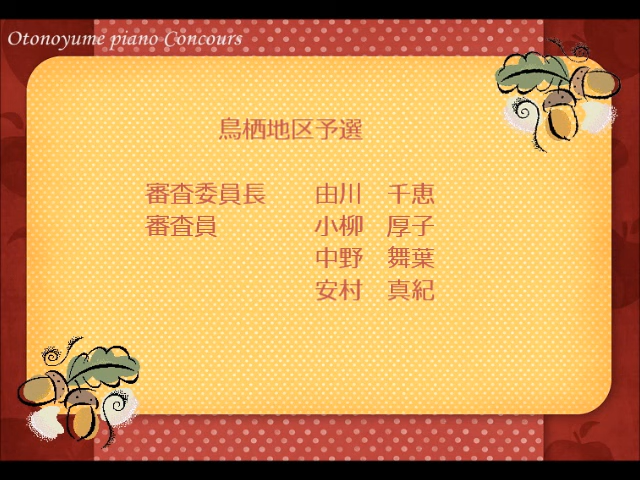 Otonoyume piano Concours
鳥栖地区予選
審査委員長　　由川　千恵
審査員　　　　小柳　厚子
中野　舞葉
安村　真紀